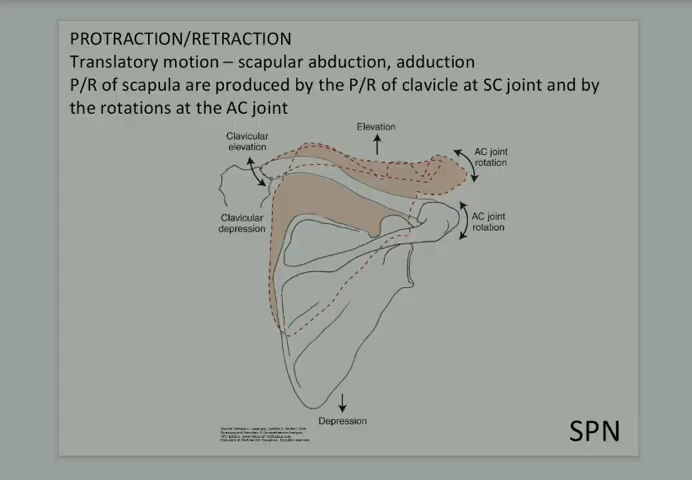 PROTRACTION/RETRACTION
Translatory motion – scapular abduction, adduction
P/R of scapula are produced by the P/R of clavicle at SC joint and by
the rotations at the AC joint
Elevation
Clavicular
elevation
AC joint
rotation
Clavicular
depression
AC joint
rotation
Depression
SPN